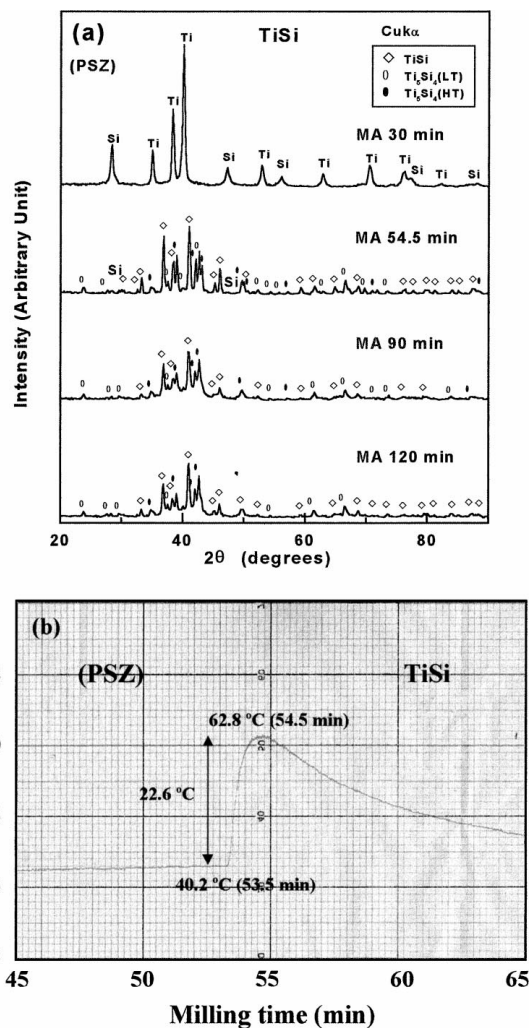 (a)
TiSi
Cukα
(PSZ)
◇ TiSi
0 Ti5Si4(LT)
Ti5Si4(HT)
Ti
Ti
Si
Ti
Si
Ti
Si
Ti
Ti
Ti
Si
Ti
Si
MA 30 min
MA 54.5 min
Si
Si
MA 90 min
MA 120 min
Intensity (Arbitrary Unit)
20 40 60 80
2θ (degrees)
(b)
(PSZ)
TiSi
62.8 °C (54.5 min)
22.6 °C
40.2 °C (53.5 min)
40
45 50 55 60 65
Milling time (min)